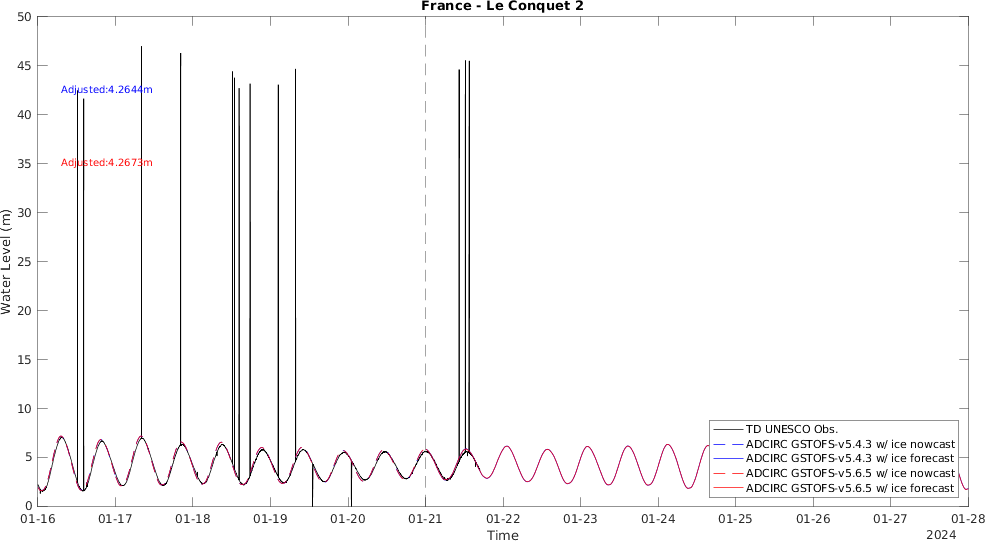 France - Le Conquet 2
50
45
40
35
30
25
20
15
10
5
0
Water Level (m)
Adjusted:4.2644m
Adjusted:4.2673m
TD UNESCO Obs.
ADCIRC GSTOFS-v5.4.3 w/ ice nowcast
ADCIRC GSTOFS-v5.4.3 w/ ice forecast
ADCIRC GSTOFS-v5.6.5 w/ ice nowcast
ADCIRC GSTOFS-v5.6.5 w/ ice forecast
01-16 01-17 01-18 01-19 01-20 01-21 01-22 01-23 01-24 01-25 01-26 01-27 01-28
Time
2024